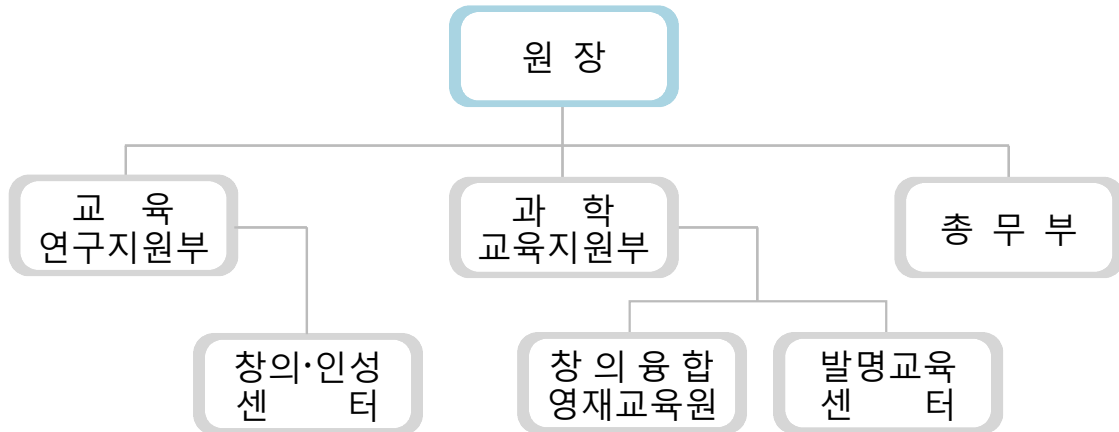 원 장
교 육
연구지원부
과 학
교육지원부
총 무 부
창의·인성
센 터
창 의 융 합
영재교육원
발명교육
센 터